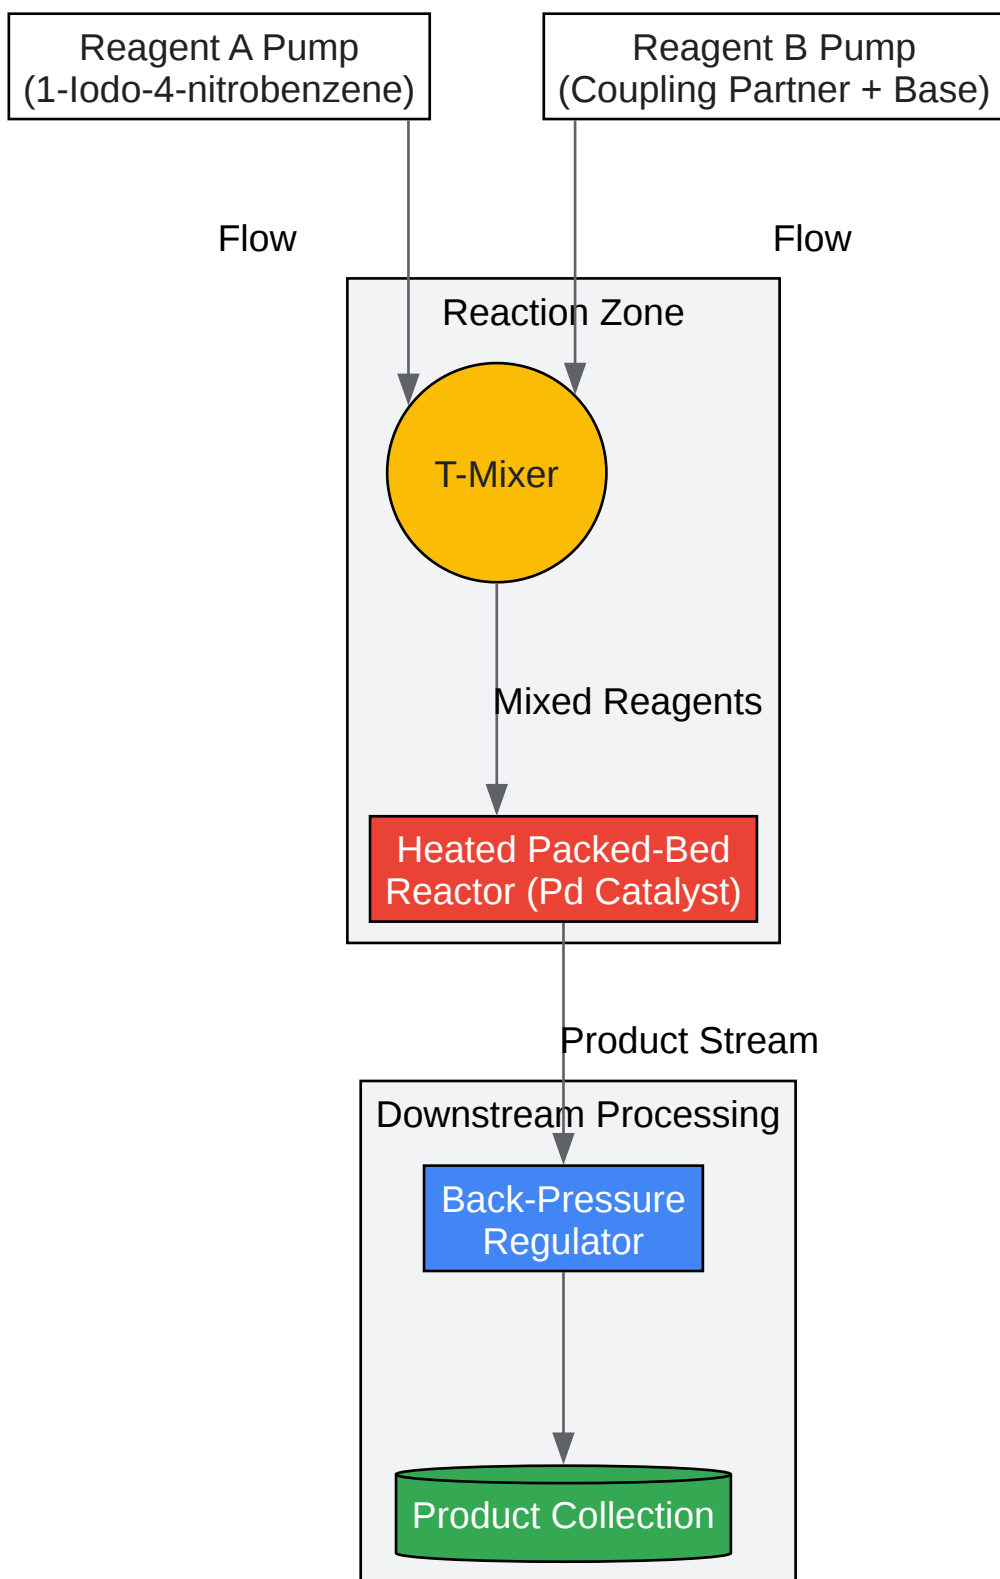 Reagent A Pump
(1-Iodo-4-nitrobenzene)
Reagent B Pump
(Coupling Partner + Base)
Flow
Flow
Reaction Zone
T-Mixer
Mixed Reagents
Heated Packed-Bed
Reactor (Pd Catalyst)
Product Stream
Downstream Processing
Back-Pressure
Regulator
Product Collection